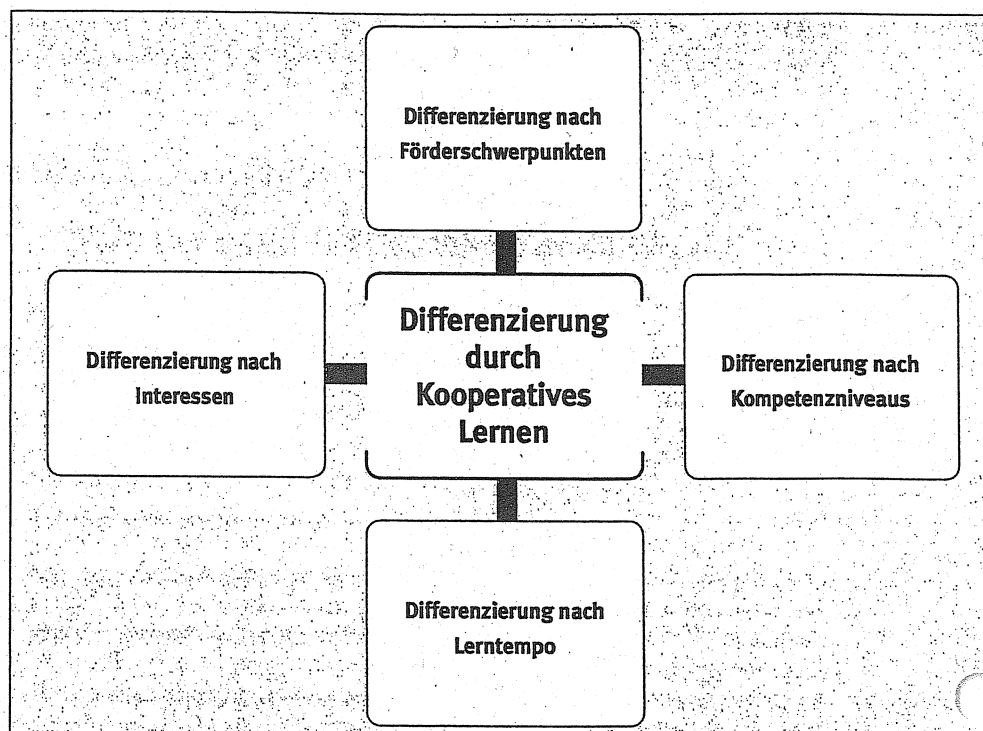 Differenzierung nach
Förderschwerpunkten
Differenzierung nach
Interessen
Differenzierung
durch
Kooperatives
Lernen
Differenzierung nach
Kompetenzniveaus
Differenzierung nach
Lerntempo